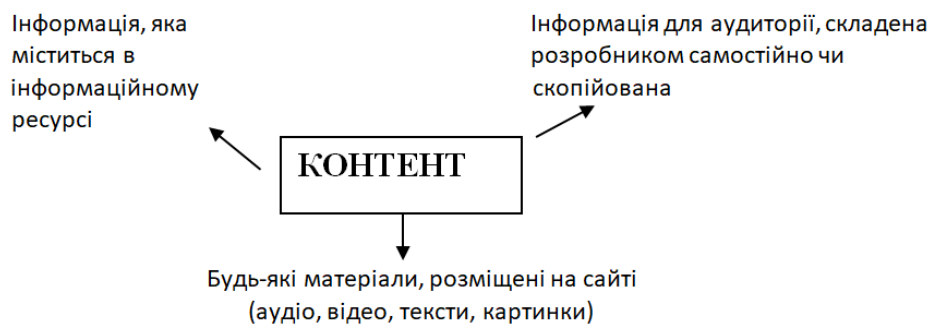 Інформація, яка
міститься в
інформаційному
ресурсі
Інформація для аудиторії, складена
розробником самостійно чи
скопійована
КОНТЕНТ
Будь-які матеріали, розміщені на сайті
(аудіо, відео, тексти, картинки)